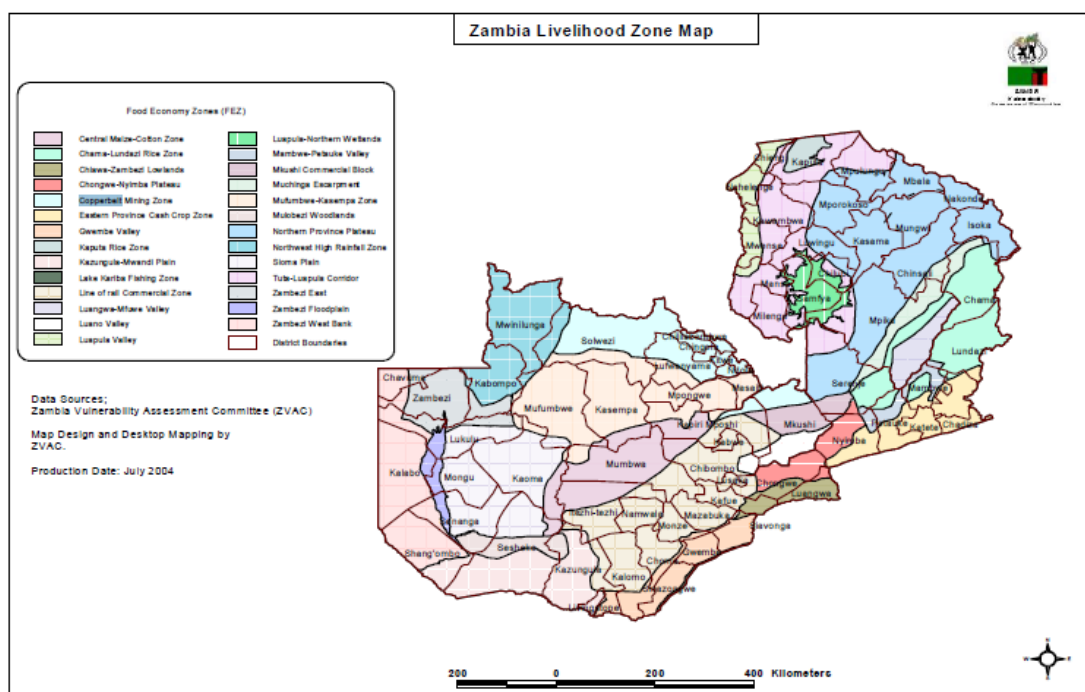 Zambia Livelihood Zone Map
Food Economy Zones (FEZ)
Central Maize-Cotton Zone
Chama-Lundazi Rice Zone
Chiawa-Zambezi Lowlands
Chongwe-Nyimba Plateau
Copperbelt Mining Zone
Eastern Province Cash Crop Zone
Gwembe Valley
Kaputa Rice Zone
Kazungula-Mwandi Plain
Lake Kariba Fishing Zone
Line of rail Commercial Zone
Luangwa-Mfuwe Valley
Luano Valley
Luapula Valley
Luapula-Northern Wetlands
Mambwe-Petauke Valley
Mkushi Commercial Block
Muchinga Escarpment
Mufumbwe-Kasempa Zone
Mulobezi Woodlands
Northern Province Plateau
Northwest High Rainfall Zone
Sioma Plain
Tuta-Luapula Corridor
Zambezi East
Zambezi Floodplain
Zambezi West Bank
District Boundaries
Data Sources;
Zambia Vulnerability Assessment Committee (ZVAC)
Map Design and Desktop Mapping by
ZVAC.
Production Date: July 2004
Chiengi
Kaputa
Mpulungu
Mbala
Nchelenge
Nakonde
Mporokoso
Kawambwa
Mungwi
Isoka
Mwense
Luwingu
Kasama
Chinsali
Mansa
Chilubi
Samfya
Chama
Milenge
Mpika
Mwinilunga
Solwezi
Chililabombwe
Chingola
Lundazi
Kitwe
Lufwanyama
Ndola
Serenje
Chavuma
Kabompo
Masaiti
Mambwe
Zambezi
Mpongwe
Mufumbwe
Kasempa
Petauke
Katete
Chadiza
Kapiri Mposhi
Mkushi
Nyimba
Lukulu
Kabwe
Kalabo
Mongu
Kaoma
Mumbwa
Chibombo
Lusaka
Chongwe
Luangwa
Kafue
Senanga
Itezhi-tezhi
Namwala
Mazabuka
Monze
Siavonga
Sesheke
Shang'ombo
Kazungula
Choma
Gwembe
Kalomo
Sinazongwe
Livingstone
N
W
E
S
200
0
200
400
Kilometers